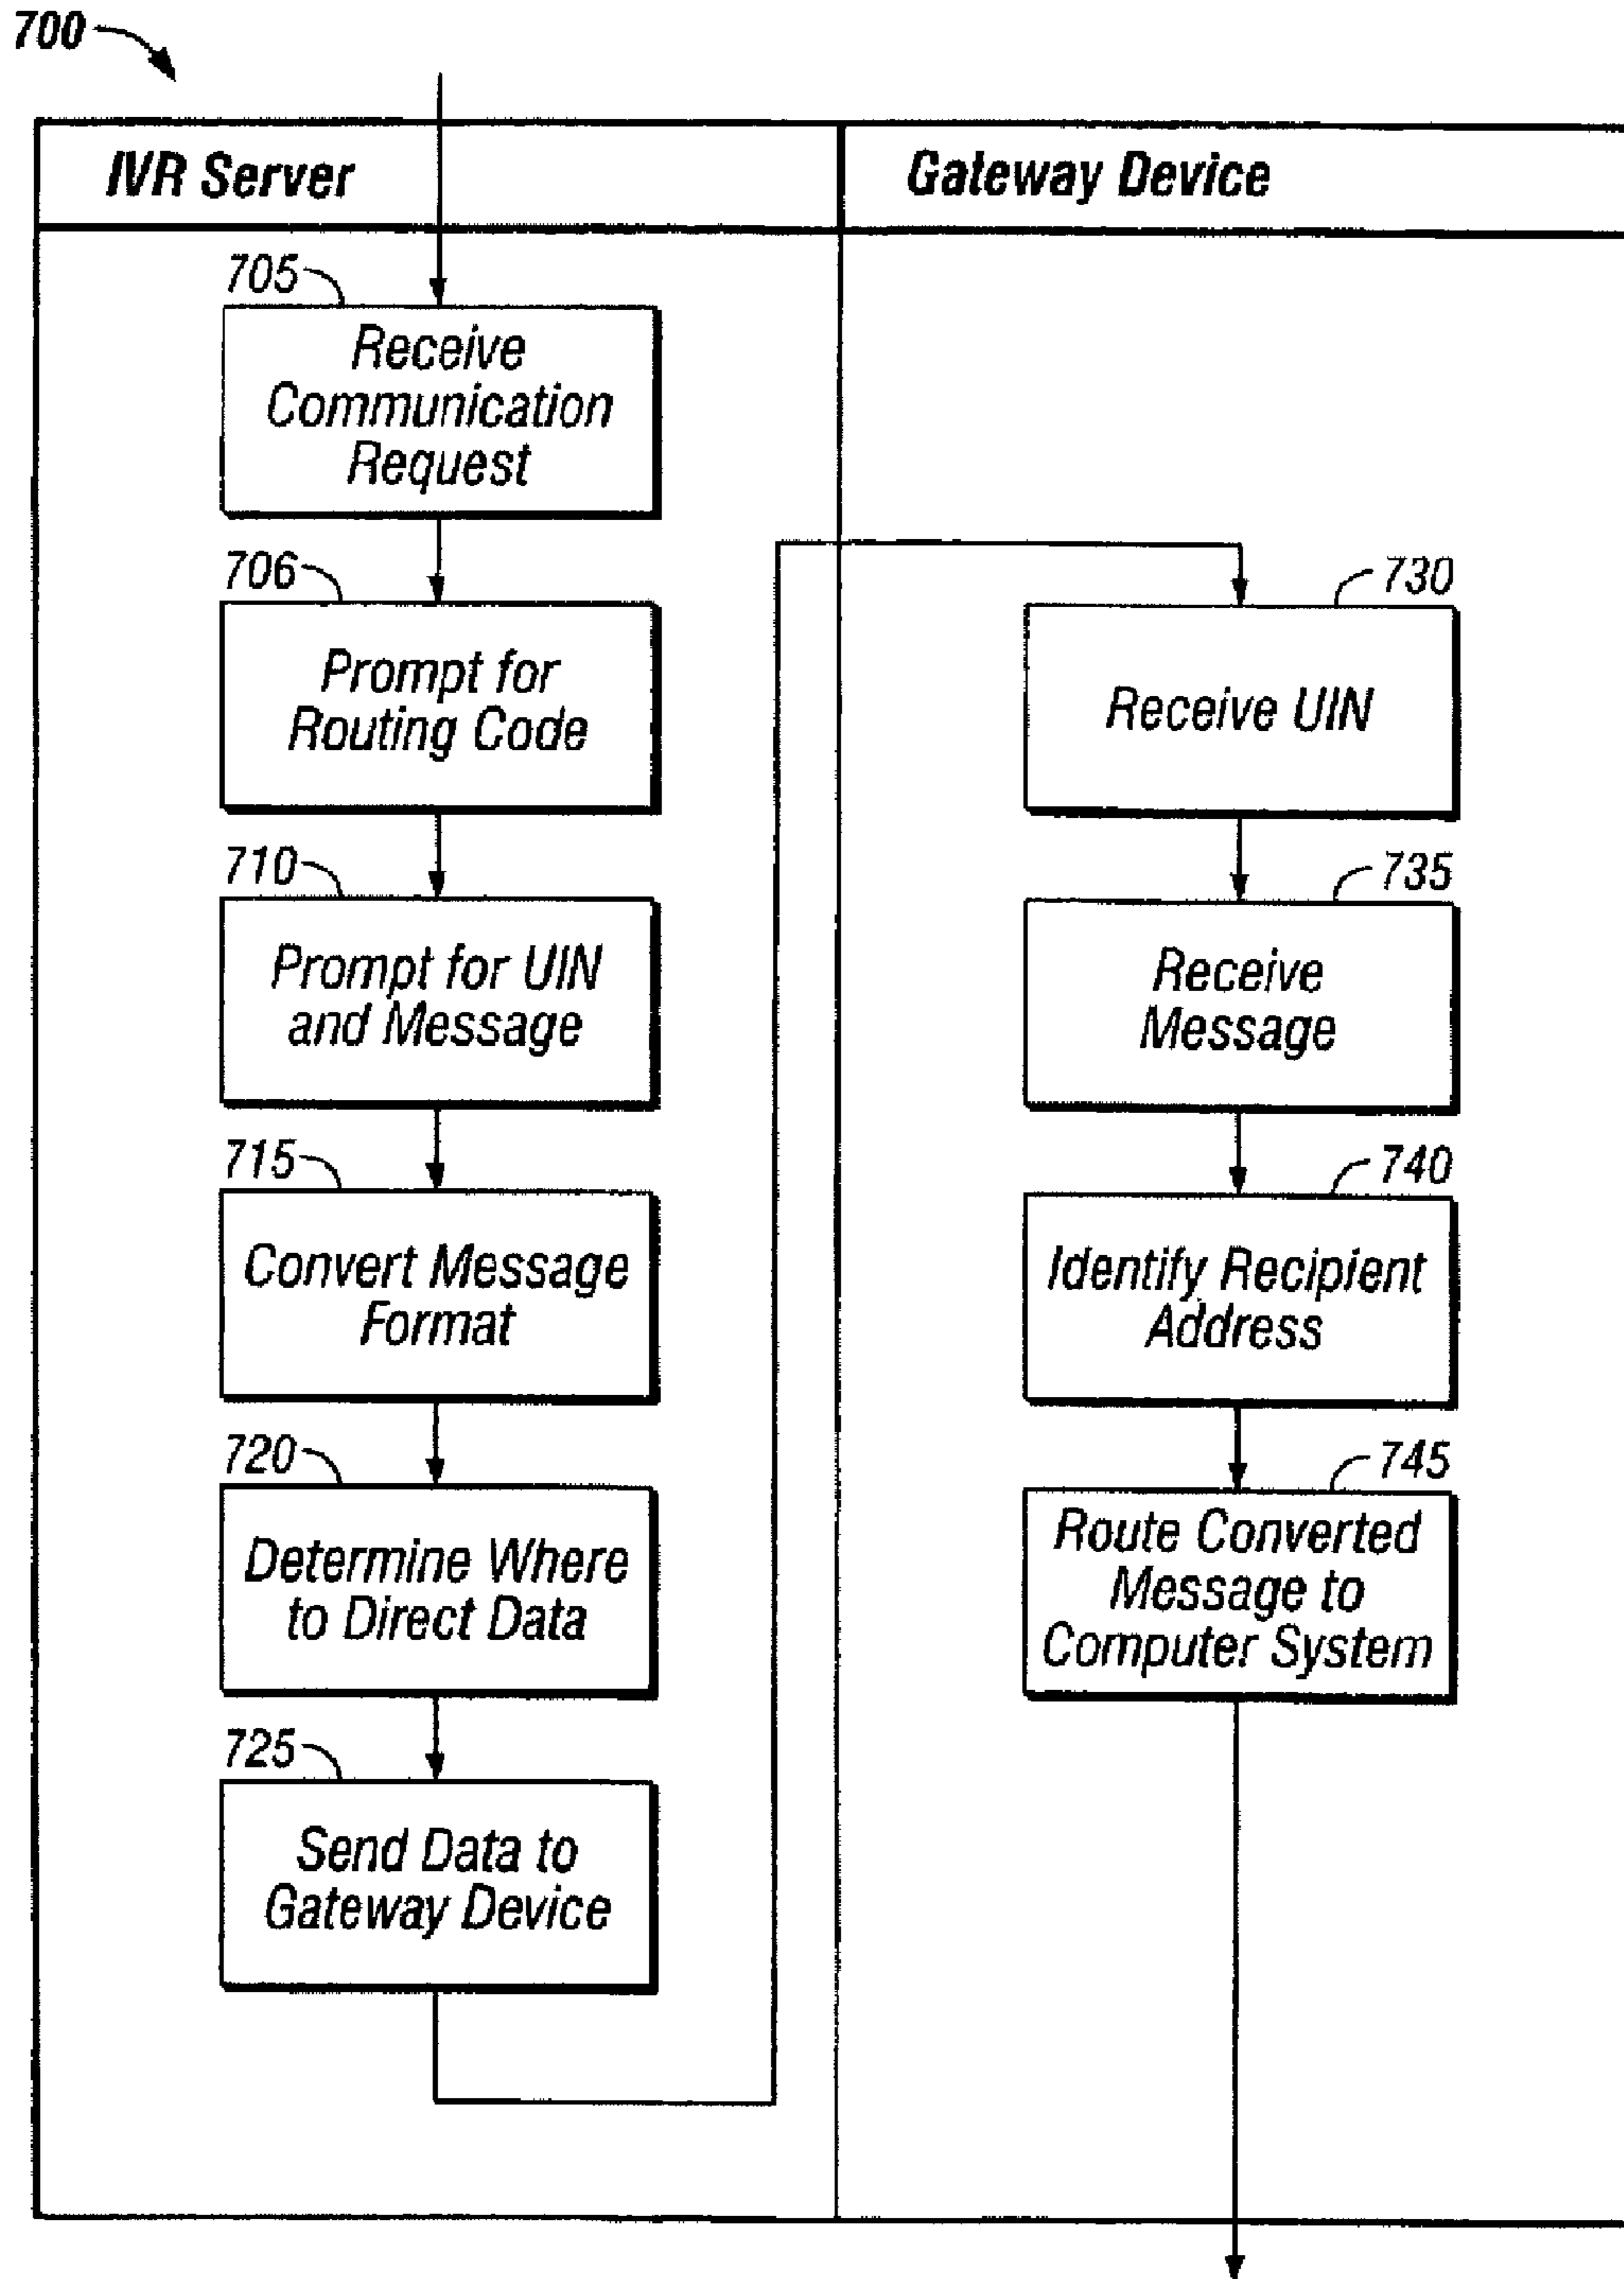 700
IVR Server
Gateway Device
705
Receive
Communication
Request
706
Prompt for
Routing Code
710
Prompt for UIN
and Message
715
Convert Message
Format
720
Determine Where
to Direct Data
725
Send Data to
Gateway Device
730
Receive UIN
735
Receive
Message
740
Identify Recipient
Address
745
Route Converted
Message to
Computer System